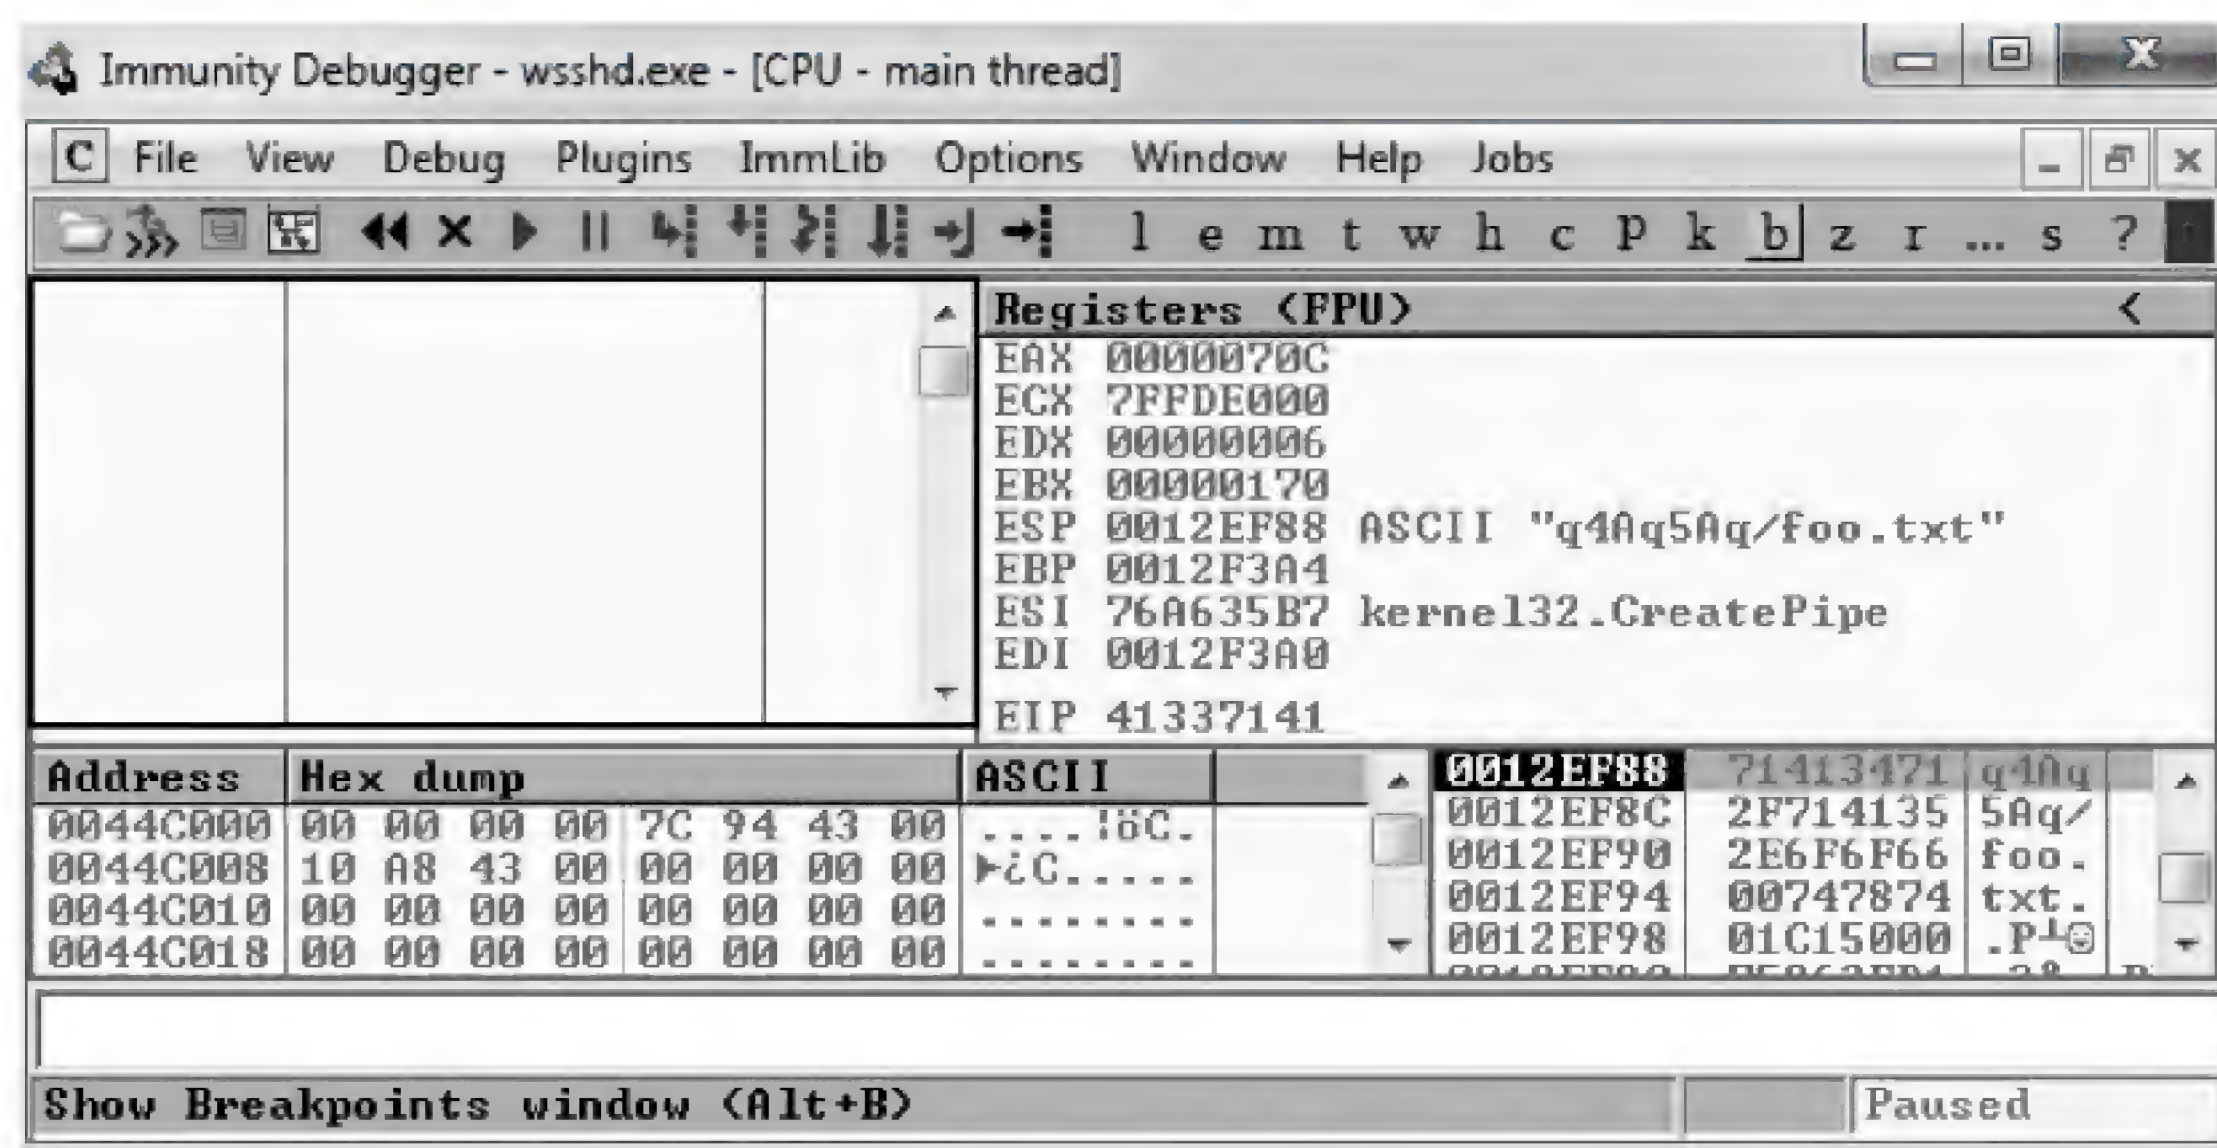 Immunity Debugger - wsshd.exe - [CPU - main thread]
C File View Debug Plugins ImmLib Options Window Help Jobs
l e m t w h c P k b z r ... s ?
Registers (FPU) <
EAX 0000070C
ECX 7FFDE000
EDX 00000006
EBX 00000170
ESP 0012EF88 ASCII "q4Aq5Aq/foo.txt"
EBP 0012F3A4
ESI 76A635B7 kernel32.CreatePipe
EDI 0012F3A0
EIP 41337141
Address Hex dump ASCII
0044C000 00 00 00 00 7C 94 43 00 ....¦öC.
0044C008 10 A8 43 00 00 00 00 00 ►¿C.....
0044C010 00 00 00 00 00 00 00 00 ........
0044C018 00 00 00 00 00 00 00 00 ........
0012EF88 71413471 q4Aq
0012EF8C 2F714135 5Aq/
0012EF90 2E6F6F66 foo.
0012EF94 00747874 txt.
0012EF98 01C15000 .P┴☺
Show Breakpoints window (Alt+B)
Paused